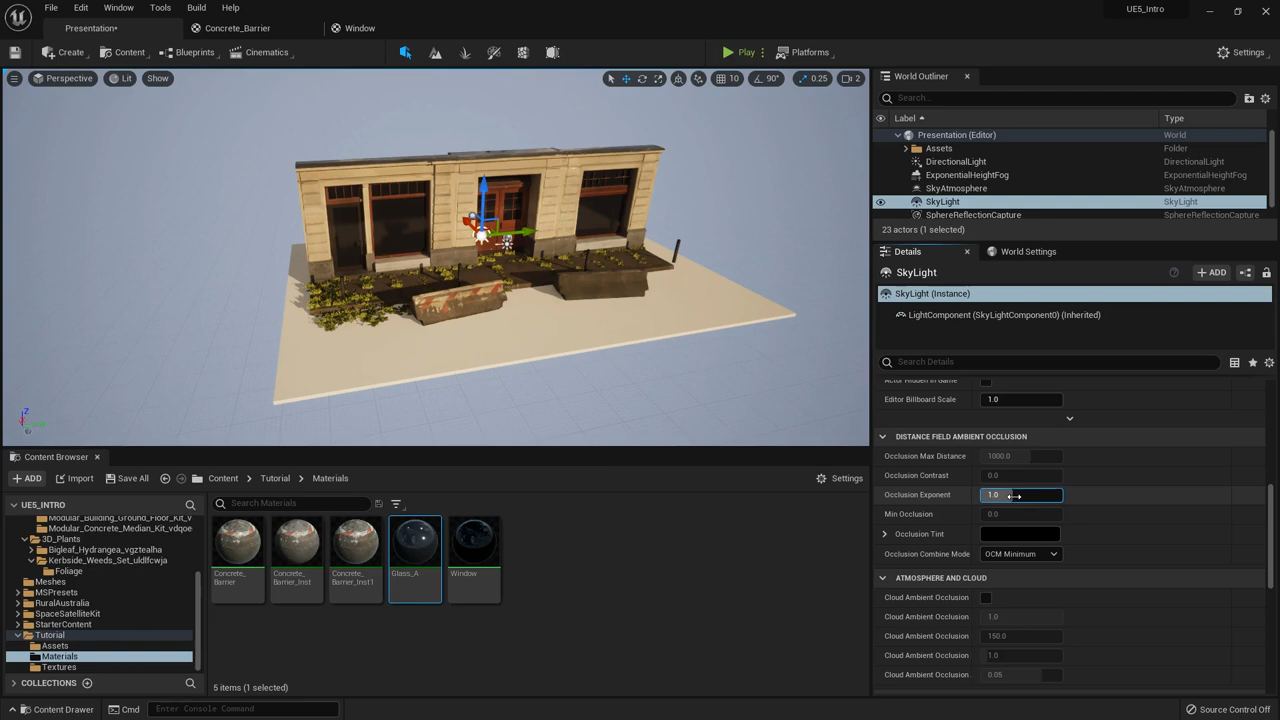 File Edit Window Tools Build Help
UE5_Intro
Presentation* Concrete_Barrier Window
Create Content Blueprints Cinematics Play Platforms Settings
Perspective Lit Show 10 90° 0.25 2
World Outliner
Search...
Label Type
Presentation (Editor) World
Assets Folder
DirectionalLight DirectionalLight
ExponentialHeightFog ExponentialHeightFog
SkyAtmosphere SkyAtmosphere
SkyLight SkyLight
SphereReflectionCapture SphereReflectionCapture
23 actors (1 selected)
Details World Settings
SkyLight + ADD
SkyLight (Instance)
LightComponent (SkyLightComponent0) (Inherited)
Search Details
Actor Hidden In Game
Editor Billboard Scale 1.0
DISTANCE FIELD AMBIENT OCCLUSION
Occlusion Max Distance 1000.0
Occlusion Contrast 0.0
Occlusion Exponent 1.0
Min Occlusion 0.0
Occlusion Tint
Occlusion Combine Mode OCM Minimum
ATMOSPHERE AND CLOUD
Cloud Ambient Occlusion
Cloud Ambient Occlusion 1.0
Cloud Ambient Occlusion 150.0
Cloud Ambient Occlusion 1.0
Cloud Ambient Occlusion. 0.05
Content Browser
+ ADD Import Content Tutorial Materials Settings
UE5_INTRO
Search Materials
Modular_Building_Ground_Floor_Kit_v
Modular_Concrete_Median_Kit_vdqoe
3D_Plants
Bigleaf_Hydrangea_vgztealha
Kerbside_Weeds_Set_uldlfcwja
Foliage
Meshes
MSPresets
RuralAustralia
SpaceSatelliteKit
StarterContent
Tutorial
Assets
Materials
Textures
Concrete_
Barrier
Concrete_
Barrier_Inst
Concrete_
Barrier_Inst1
Glass_A
Window
COLLECTIONS
5 items (1 selected)
Content Drawer Cmd Enter Console Command Source Control Off